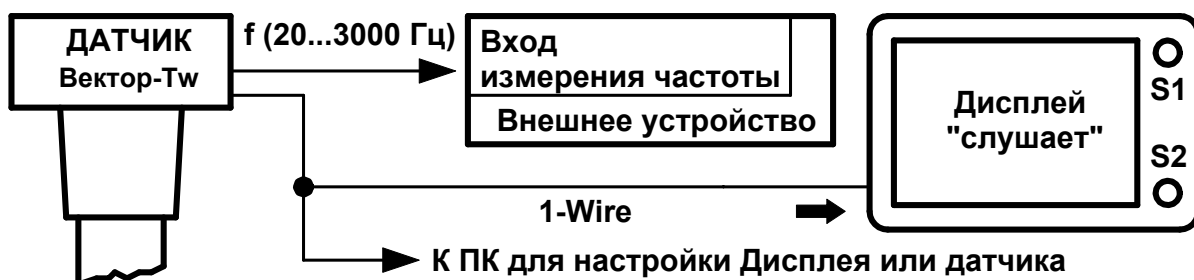 ДАТЧИК
Вектор-Tw
f (20...3000 Гц)
Вход
измерения частоты
Внешнее устройство
Дисплей
"слушает"
S1
S2
1-Wire
К ПК для настройки Дисплея или датчика